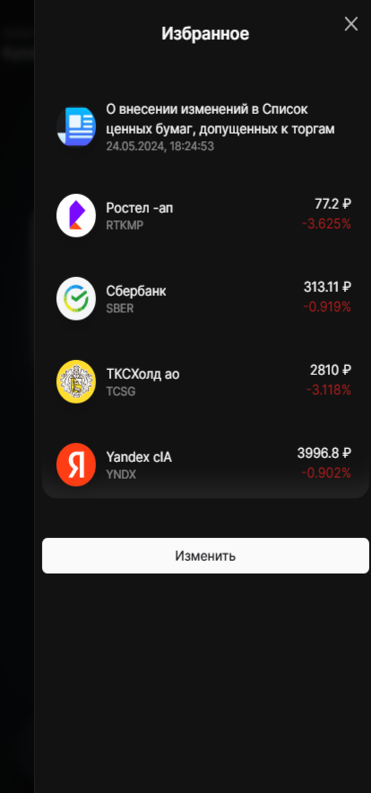 Избранное
О внесении изменений в Список
ценных бумаг, допущенных к торгам
24.05.2024, 18:24:53
Ростел -ап
77.2 ₽
RTKMP
-3.625%
Сбербанк
313.11 ₽
SBER
-0.919%
ТКСХолд ао
2810 ₽
TCSG
-3.118%
Yandex clA
3996.8 ₽
YNDX
-0.902%
Изменить